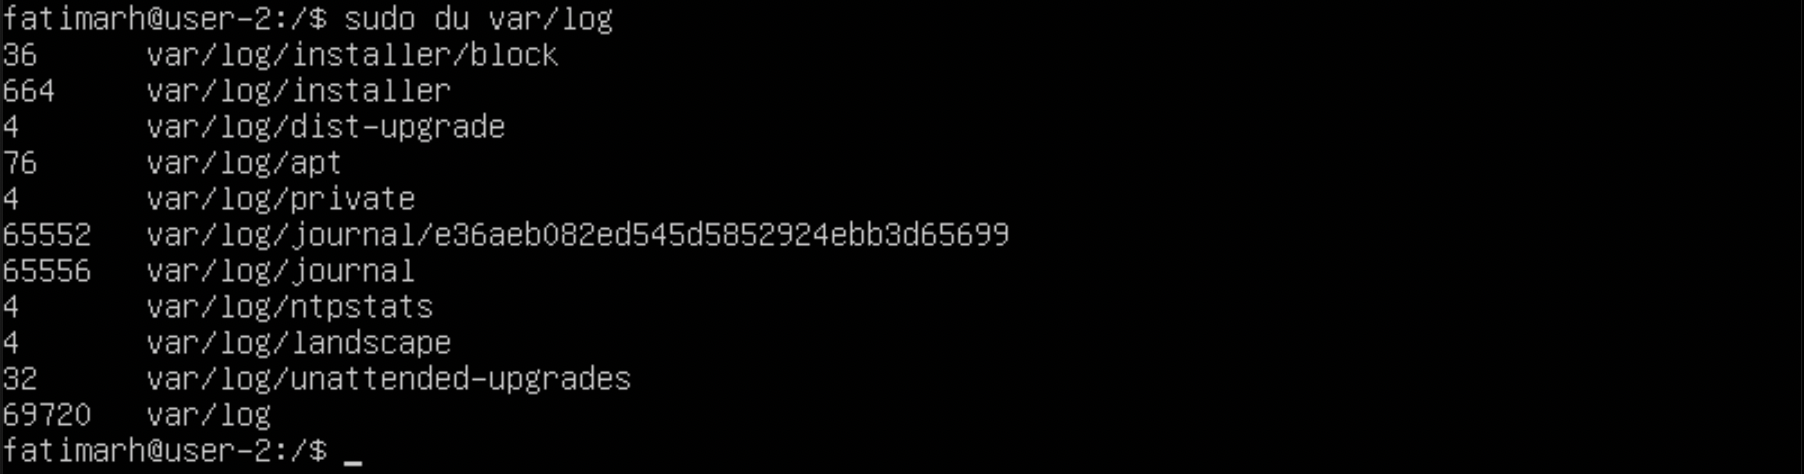 fatimarh@user-2:/$ sudo du var/log
36 var/log/installer/block
664 var/log/installer
4 var/log/dist-upgrade
76 var/log/apt
4 var/log/private
65552 var/log/journal/e36aeb082ed545d5852924ebb3d65699
65556 var/log/journal
4 var/log/ntpstats
4 var/log/landscape
32 var/log/unattended-upgrades
69720 var/log
fatimarh@user-2:/$ _